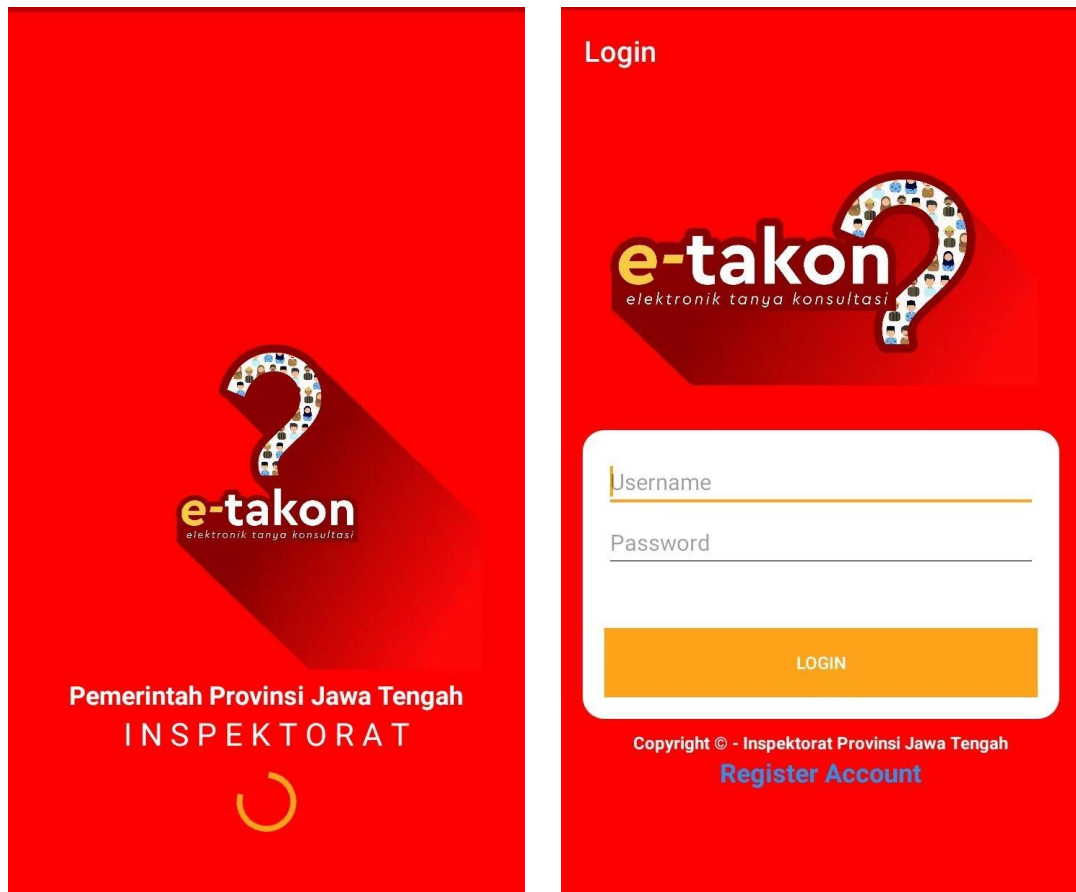 e-takon
elektronik tanya konsultasi
Pemerintah Provinsi Jawa Tengah
INSPEKTORAT
Login
e-takon
elektronik tanya konsultasi
Username
Password
LOGIN
Copyright © - Inspektorat Provinsi Jawa Tengah
Register Account